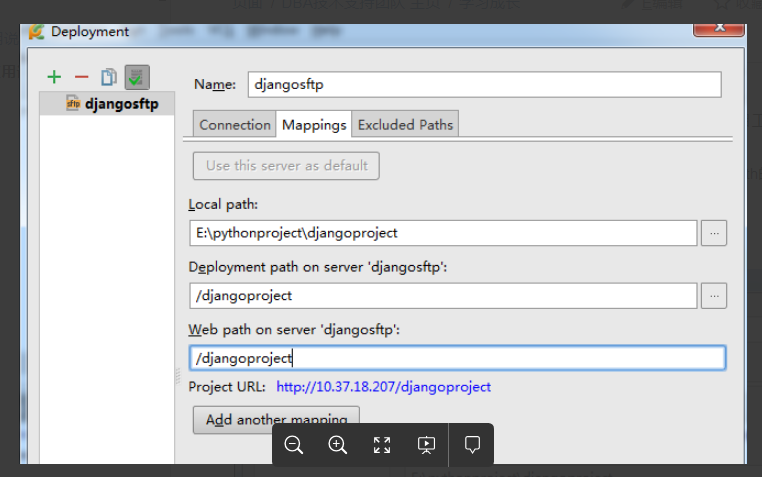 Deployment
djangosftp
Name: djangosftp
Connection Mappings Excluded Paths
Use this server as default
Local path:
E:\pythonproject\djangoproject
...
Deployment path on server 'djangosftp':
/djangoproject
...
Web path on server 'djangosftp':
/djangoproject
Project URL: http://10.37.18.207/djangoproject
Add another mapping